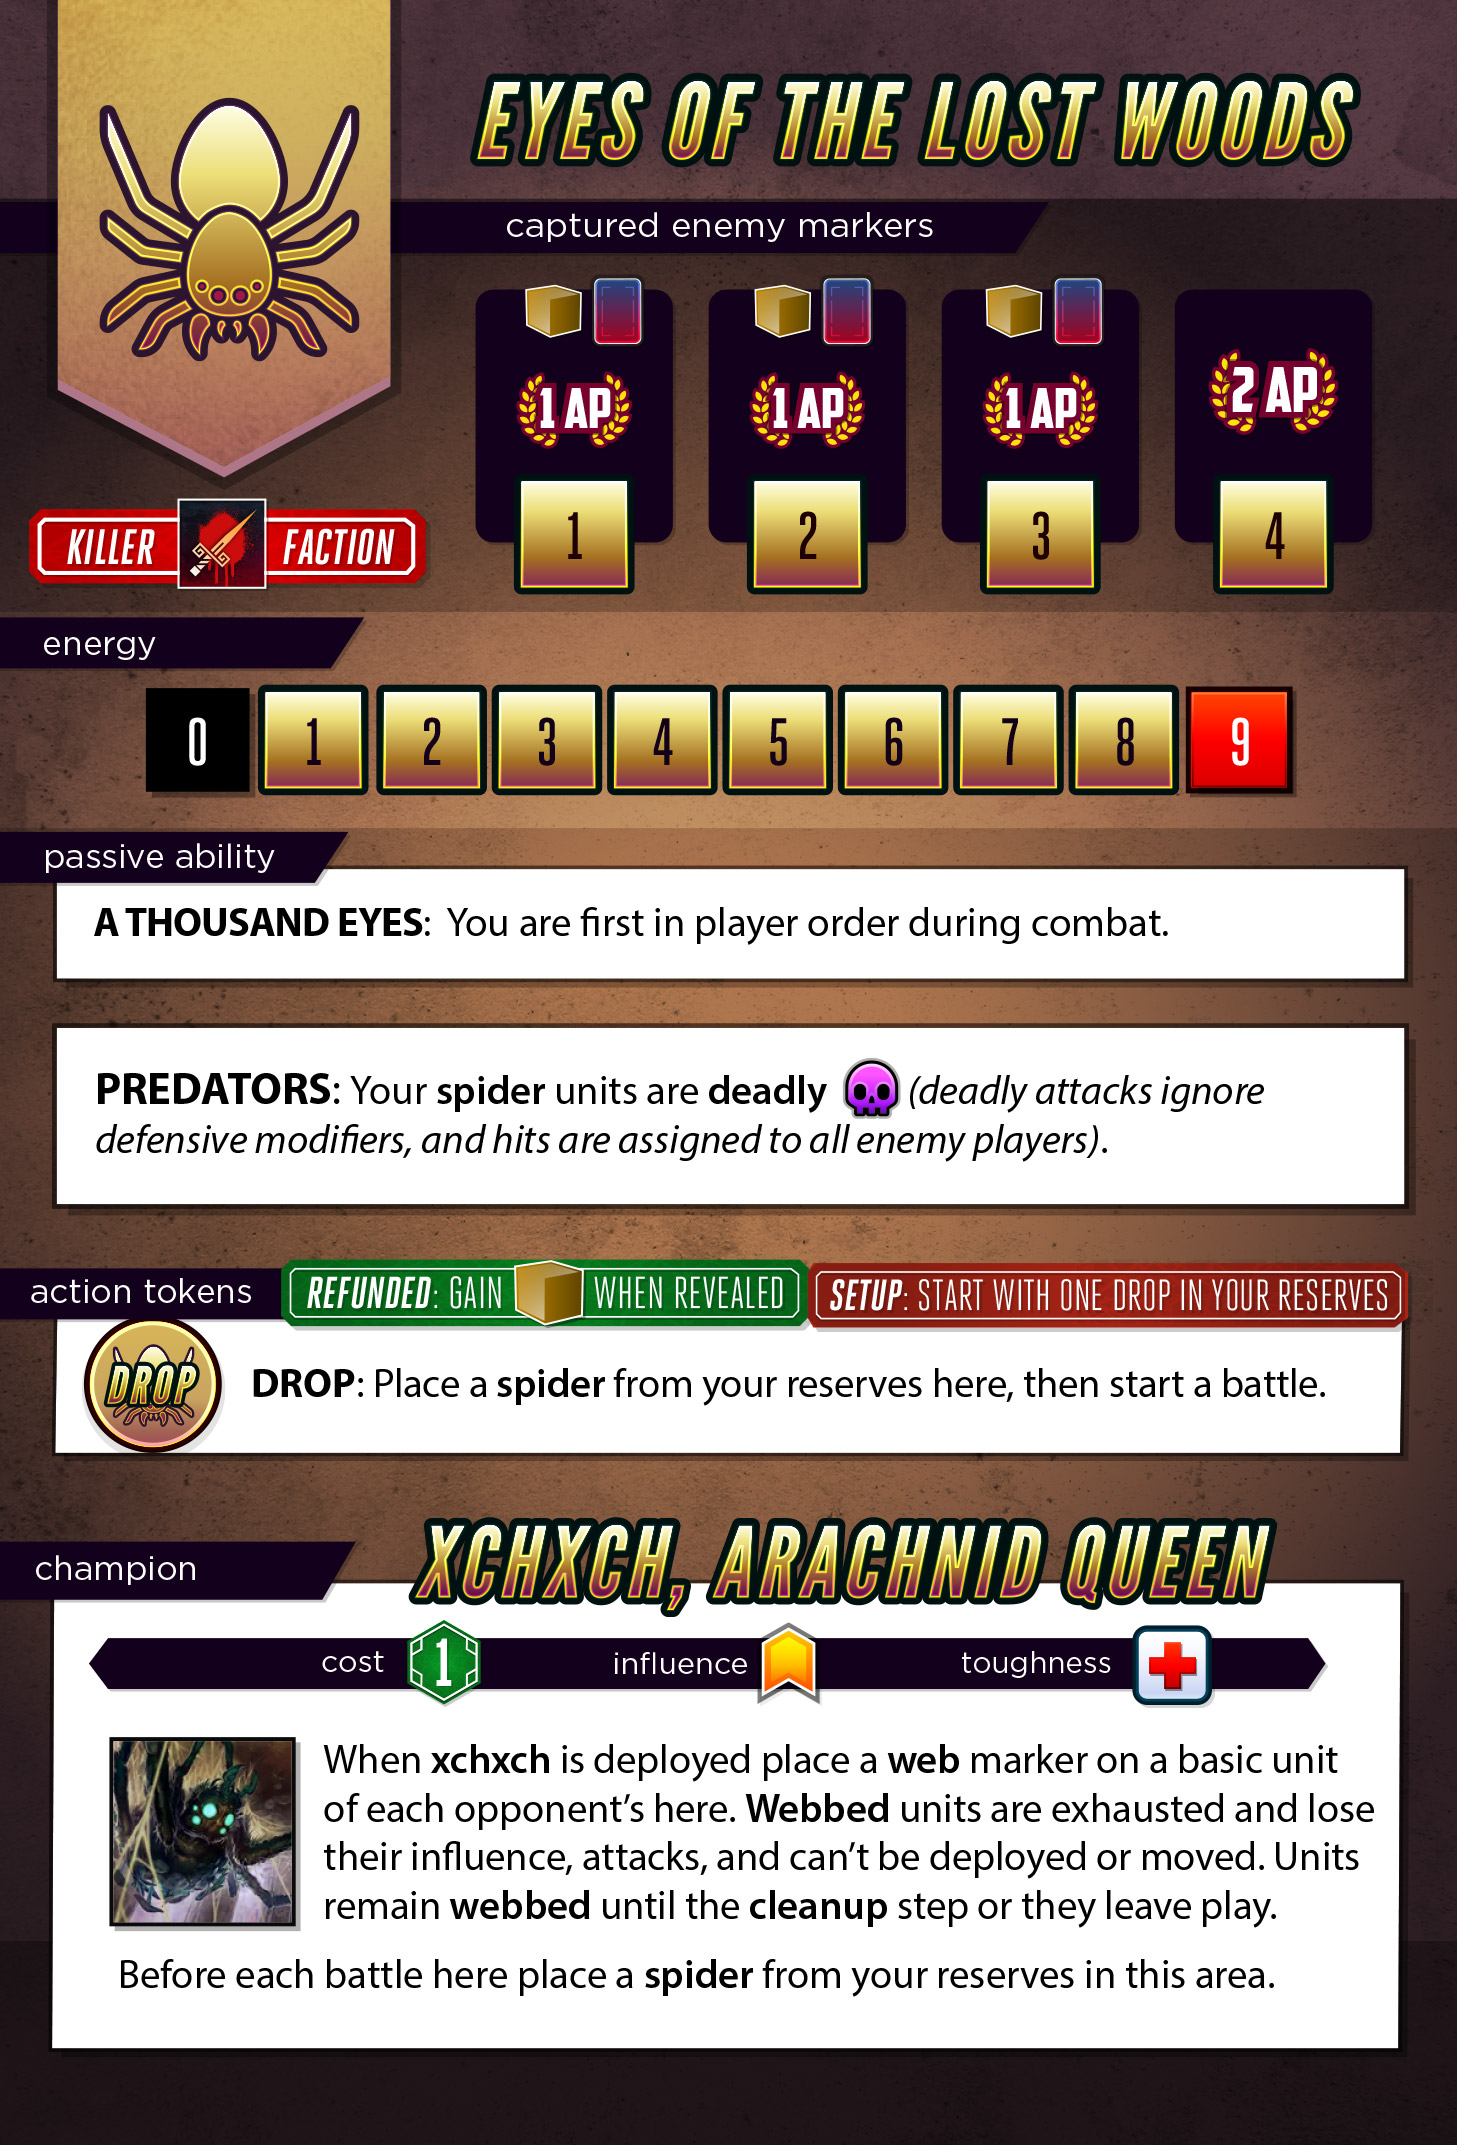 EYES OF THE LOST WOODS
captured enemy markers
1 AP
1 AP
1 AP
2 AP
1
2
3
4
KILLER FACTION
energy
0 1 2 3 4 5 6 7 8 9
passive ability
A THOUSAND EYES: You are first in player order during combat.
PREDATORS: Your spider units are deadly (deadly attacks ignore
defensive modifiers, and hits are assigned to all enemy players).
action tokens
REFUNDED: GAIN WHEN REVEALED
SETUP: START WITH ONE DROP IN YOUR RESERVES
DROP
DROP: Place a spider from your reserves here, then start a battle.
champion
XCHXCH, ARACHNID QUEEN
cost 1 influence toughness
When xchxch is deployed place a web marker on a basic unit
of each opponent's here. Webbed units are exhausted and lose
their influence, attacks, and can't be deployed or moved. Units
remain webbed until the cleanup step or they leave play.
Before each battle here place a spider from your reserves in this area.